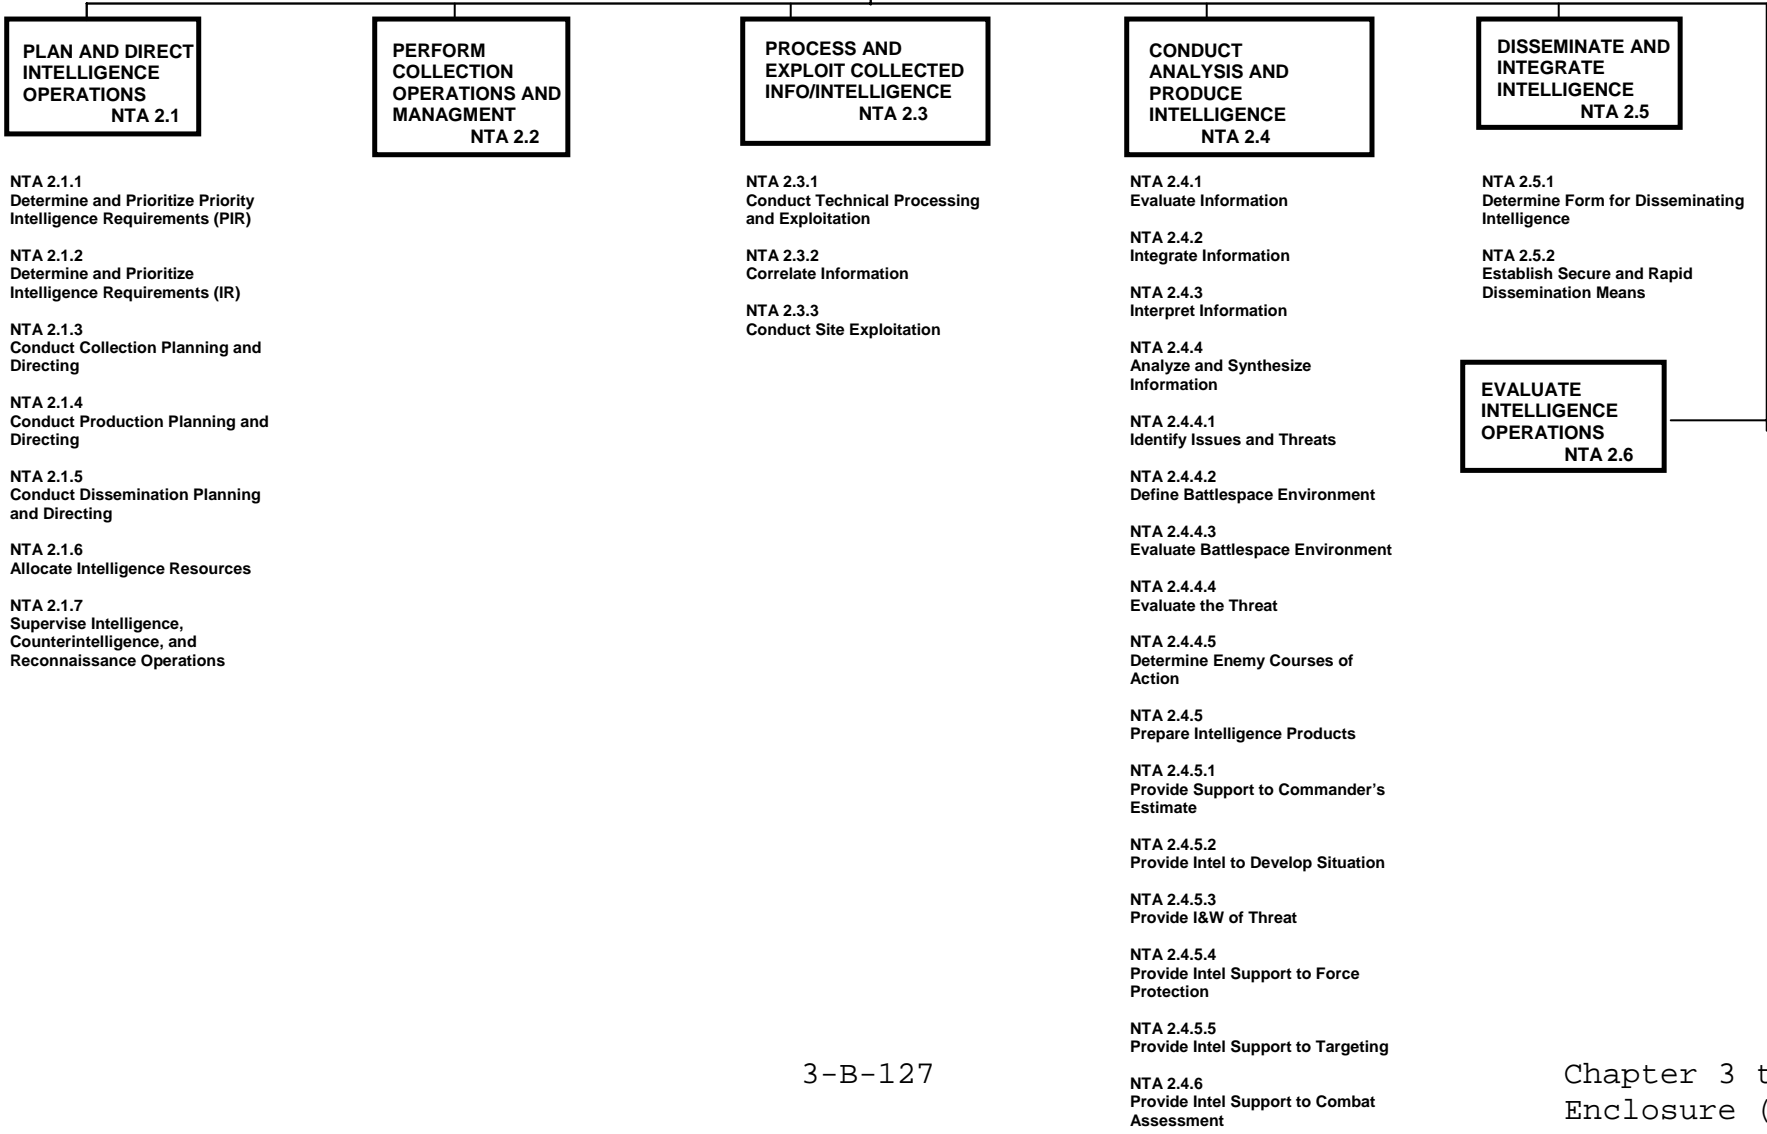 PLAN AND DIRECT
INTELLIGENCE
OPERATIONS
NTA 2.1
NTA 2.1.1
Determine and Prioritize Priority
Intelligence Requirements (PIR)
NTA 2.1.2
Determine and Prioritize
Intelligence Requirements (IR)
NTA 2.1.3
Conduct Collection Planning and
Directing
NTA 2.1.4
Conduct Production Planning and
Directing
NTA 2.1.5
Conduct Dissemination Planning
and Directing
NTA 2.1.6
Allocate Intelligence Resources
NTA 2.1.7
Supervise Intelligence,
Counterintelligence, and
Reconnaissance Operations
PERFORM
COLLECTION
OPERATIONS AND
MANAGMENT
NTA 2.2
PROCESS AND
EXPLOIT COLLECTED
INFO/INTELLIGENCE
NTA 2.3
NTA 2.3.1
Conduct Technical Processing
and Exploitation
NTA 2.3.2
Correlate Information
NTA 2.3.3
Conduct Site Exploitation
CONDUCT
ANALYSIS AND
PRODUCE
INTELLIGENCE
NTA 2.4
NTA 2.4.1
Evaluate Information
NTA 2.4.2
Integrate Information
NTA 2.4.3
Interpret Information
NTA 2.4.4
Analyze and Synthesize
Information
NTA 2.4.4.1
Identify Issues and Threats
NTA 2.4.4.2
Define Battlespace Environment
NTA 2.4.4.3
Evaluate Battlespace Environment
NTA 2.4.4.4
Evaluate the Threat
NTA 2.4.4.5
Determine Enemy Courses of
Action
NTA 2.4.5
Prepare Intelligence Products
NTA 2.4.5.1
Provide Support to Commander’s
Estimate
NTA 2.4.5.2
Provide Intel to Develop Situation
NTA 2.4.5.3
Provide I&W of Threat
NTA 2.4.5.4
Provide Intel Support to Force
Protection
NTA 2.4.5.5
Provide Intel Support to Targeting
NTA 2.4.6
Provide Intel Support to Combat
Assessment
DISSEMINATE AND
INTEGRATE
INTELLIGENCE
NTA 2.5
NTA 2.5.1
Determine Form for Disseminating
Intelligence
NTA 2.5.2
Establish Secure and Rapid
Dissemination Means
EVALUATE
INTELLIGENCE
OPERATIONS
NTA 2.6
3-B-127
Chapter 3 t
Enclosure (